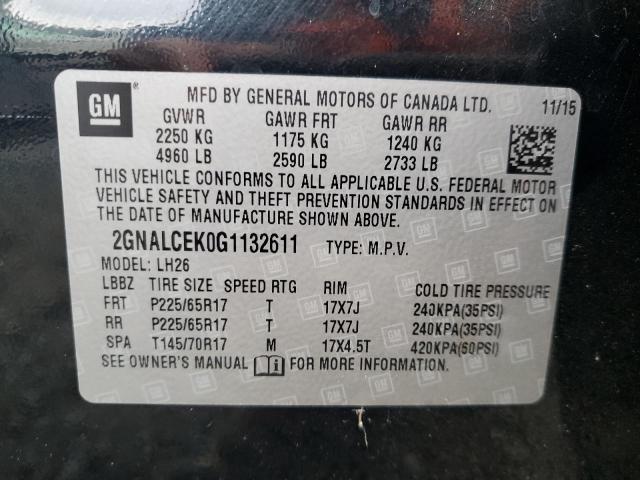 GM ®
MFD BY GENERAL MOTORS OF CANADA LTD. 11/15
GVWR GAWR FRT GAWR RR
2250 KG 1175 KG 1240 KG
4960 LB 2590 LB 2733 LB
THIS VEHICLE CONFORMS TO ALL APPLICABLE U.S. FEDERAL MOTOR
VEHICLE SAFETY AND THEFT PREVENTION STANDARDS IN EFFECT ON
THE DATE OF MANUFACTURE SHOWN ABOVE.
2GNALCEK0G1132611 TYPE: M.P.V.
MODEL: LH26
LBBZ TIRE SIZE SPEED RTG RIM COLD TIRE PRESSURE
FRT P225/65R17 T 17X7J 240KPA(35PSI)
RR P225/65R17 T 17X7J 240KPA(35PSI)
SPA T145/70R17 M 17X4.5T 420KPA(60PSI)
SEE OWNER'S MANUAL FOR MORE INFORMATION.